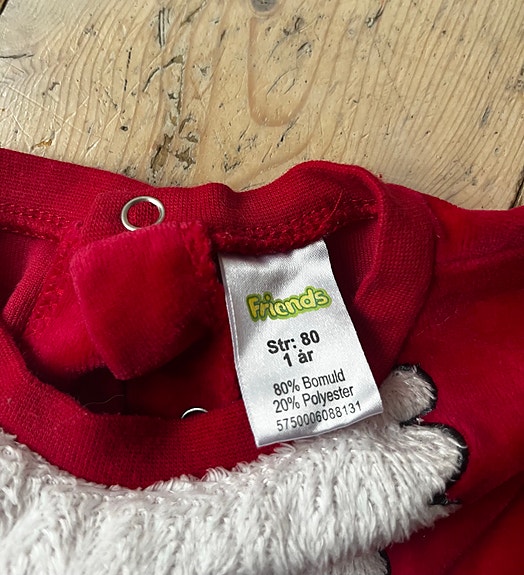 Friends
Str: 80
1 år
80% Bomuld
20% Polyester
5750006088131